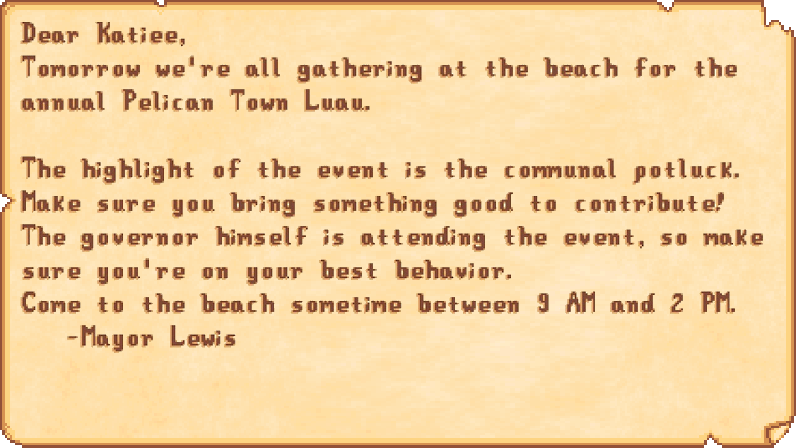 Dear Katiee,
Tomorrow we're all gathering at the beach for the
annual Pelican Town Luau.
The highlight of the event is the communal potluck.
Make sure you bring something good to contribute!
The governor himself is attending the event, so make
sure you're on your best behavior.
Come to the beach sometime between 9 AM and 2 PM.
-Mayor Lewis